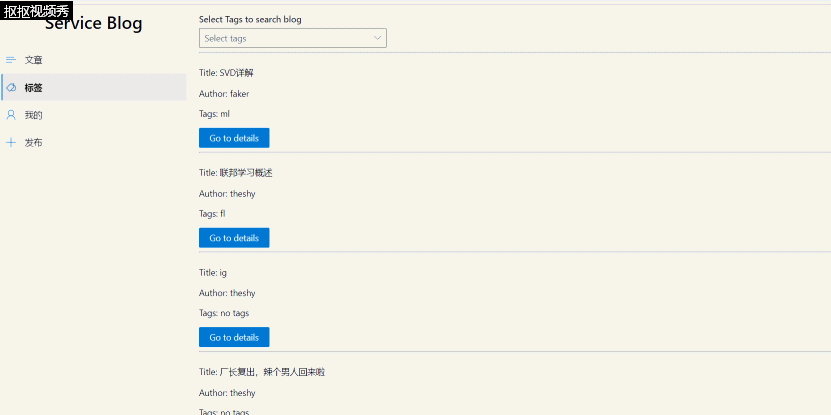 抠抠视频秀
Service Blog
文章
标签
我的
发布
Select Tags to search blog
Select tags
Title: SVD详解
Author: faker
Tags: ml
Go to details
Title: 联邦学习概述
Author: theshy
Tags: fl
Go to details
Title: ig
Author: theshy
Tags: no tags
Go to details
Title: 厂长复出，辣个男人回来啦
Author: theshy
Tags: no tags